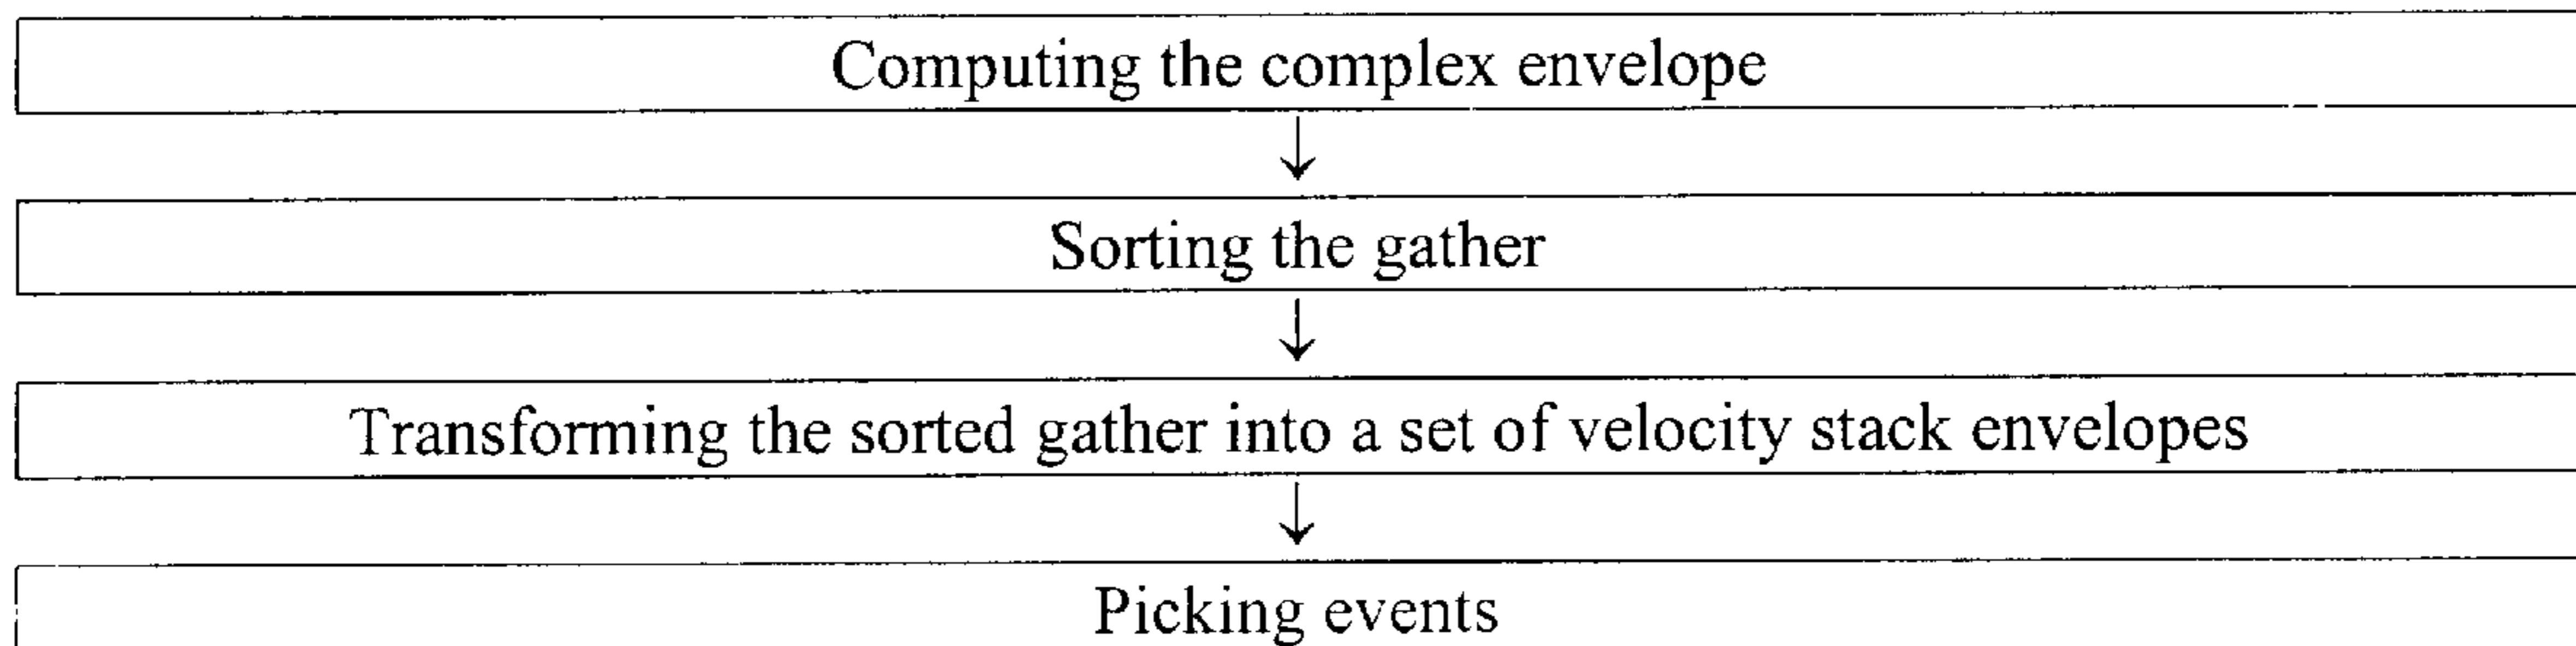 Computing the complex envelope
Sorting the gather
Transforming the sorted gather into a set of velocity stack envelopes
Picking events